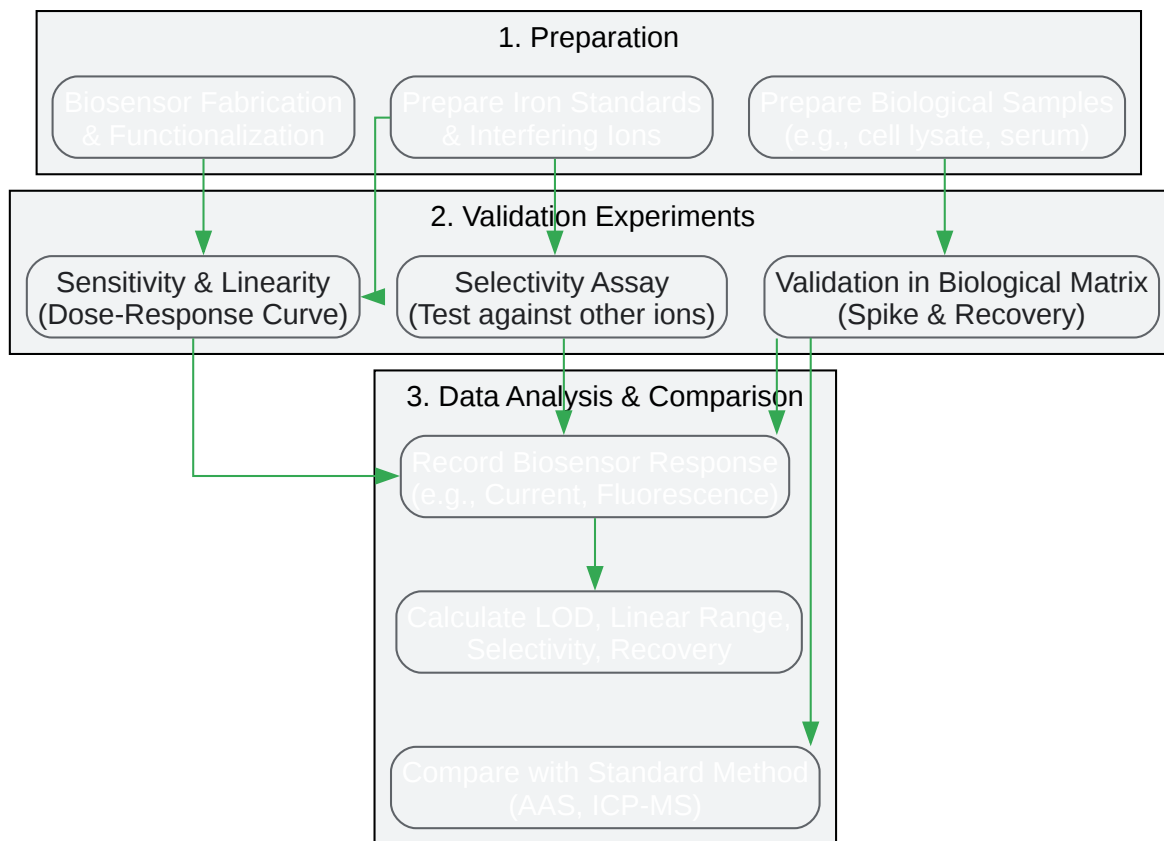 1. Preparation
Biosensor Fabrication
& Functionalization
Prepare Iron Standards
& Interfering Ions
Prepare Biological Samples
(e.g., cell lysate, serum)
2. Validation Experiments
Sensitivity & Linearity
(Dose-Response Curve)
Selectivity Assay
(Test against other ions)
Validation in Biological Matrix
(Spike & Recovery)
3. Data Analysis & Comparison
Record Biosensor Response
(e.g., Current, Fluorescence)
Calculate LOD, Linear Range,
Selectivity, Recovery
Compare with Standard Method
(AAS, ICP-MS)